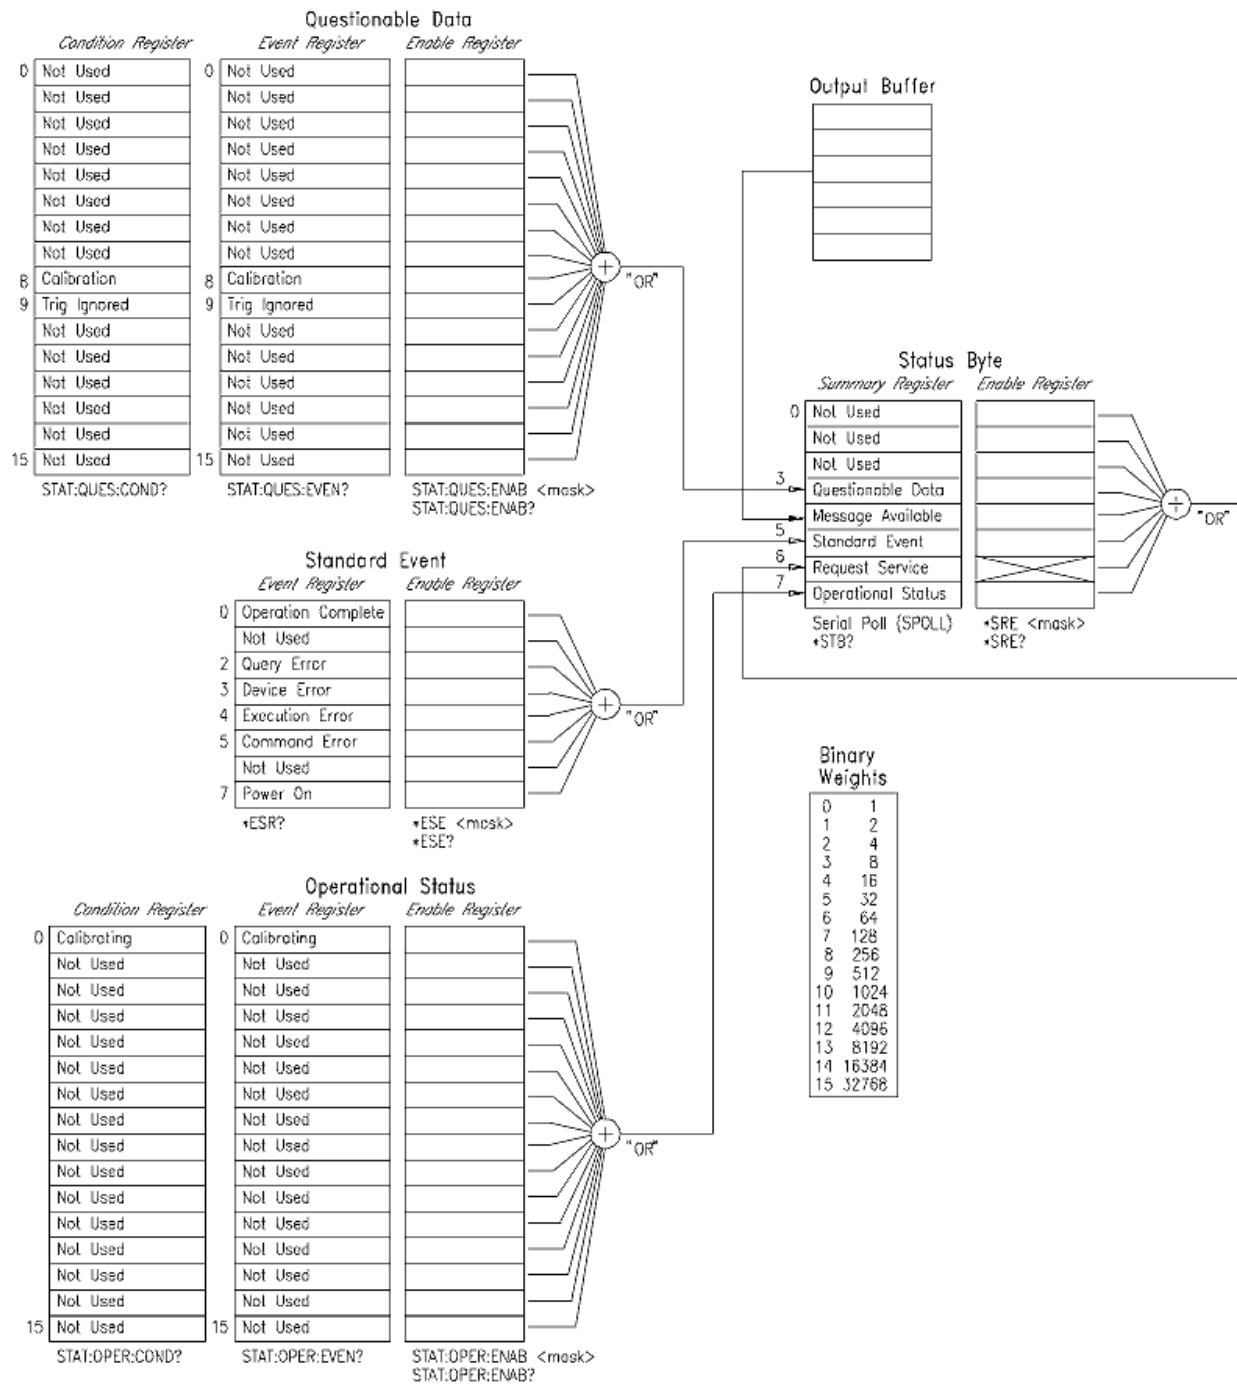 Questionable Data
Condition Register Event Register Enable Register
0 Not Used 0 Not Used
Not Used Not Used
Not Used Not Used
Not Used Not Used
Not Used Not Used
Not Used Not Used
Not Used Not Used
Not Used Not Used
8 Calibration 8 Calibration
9 Trig Ignored 9 Trig Ignored
Not Used Not Used
Not Used Not Used
Not Used Not Used
Not Used Not Used
Not Used Not Used
15 Not Used 15 Not Used
STAT:QUES:COND? STAT:QUES:EVEN? STAT:QUES:ENAB <mask>
STAT:QUES:ENAB?
+ "OR"
Output Buffer
Status Byte
Summary Register Enable Register
0 Not Used
Not Used
Not Used
3 Questionable Data
Message Available
5 Standard Event
6 Request Service
7 Operational Status
Serial Poll (SPOLL) *SRE <mask>
*STB? *SRE?
+ "OR"
Standard Event
Event Register Enable Register
0 Operation Complete
Not Used
2 Query Error
3 Device Error
4 Execution Error
5 Command Error
Not Used
7 Power On
*ESR? *ESE <mask>
*ESE?
+ "OR"
Binary
Weights
0 1
1 2
2 4
3 8
4 16
5 32
6 64
7 128
8 256
9 512
10 1024
11 2048
12 4096
13 8192
14 16384
15 32768
Operational Status
Condition Register Event Register Enable Register
0 Calibrating 0 Calibrating
Not Used Not Used
Not Used Not Used
Not Used Not Used
Not Used Not Used
Not Used Not Used
Not Used Not Used
Not Used Not Used
Not Used Not Used
Not Used Not Used
Not Used Not Used
Not Used Not Used
Not Used Not Used
Not Used Not Used
Not Used Not Used
15 Not Used 15 Not Used
STAT:OPER:COND? STAT:OPER:EVEN? STAT:OPER:ENAB <mask>
STAT:OPER:ENAB?
+ "OR"